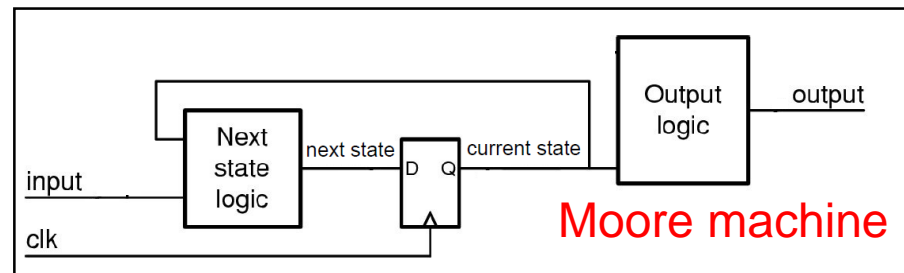 Next
state
logic
next state
D
Q
current state
Output
logic
output
input
clk
Moore machine